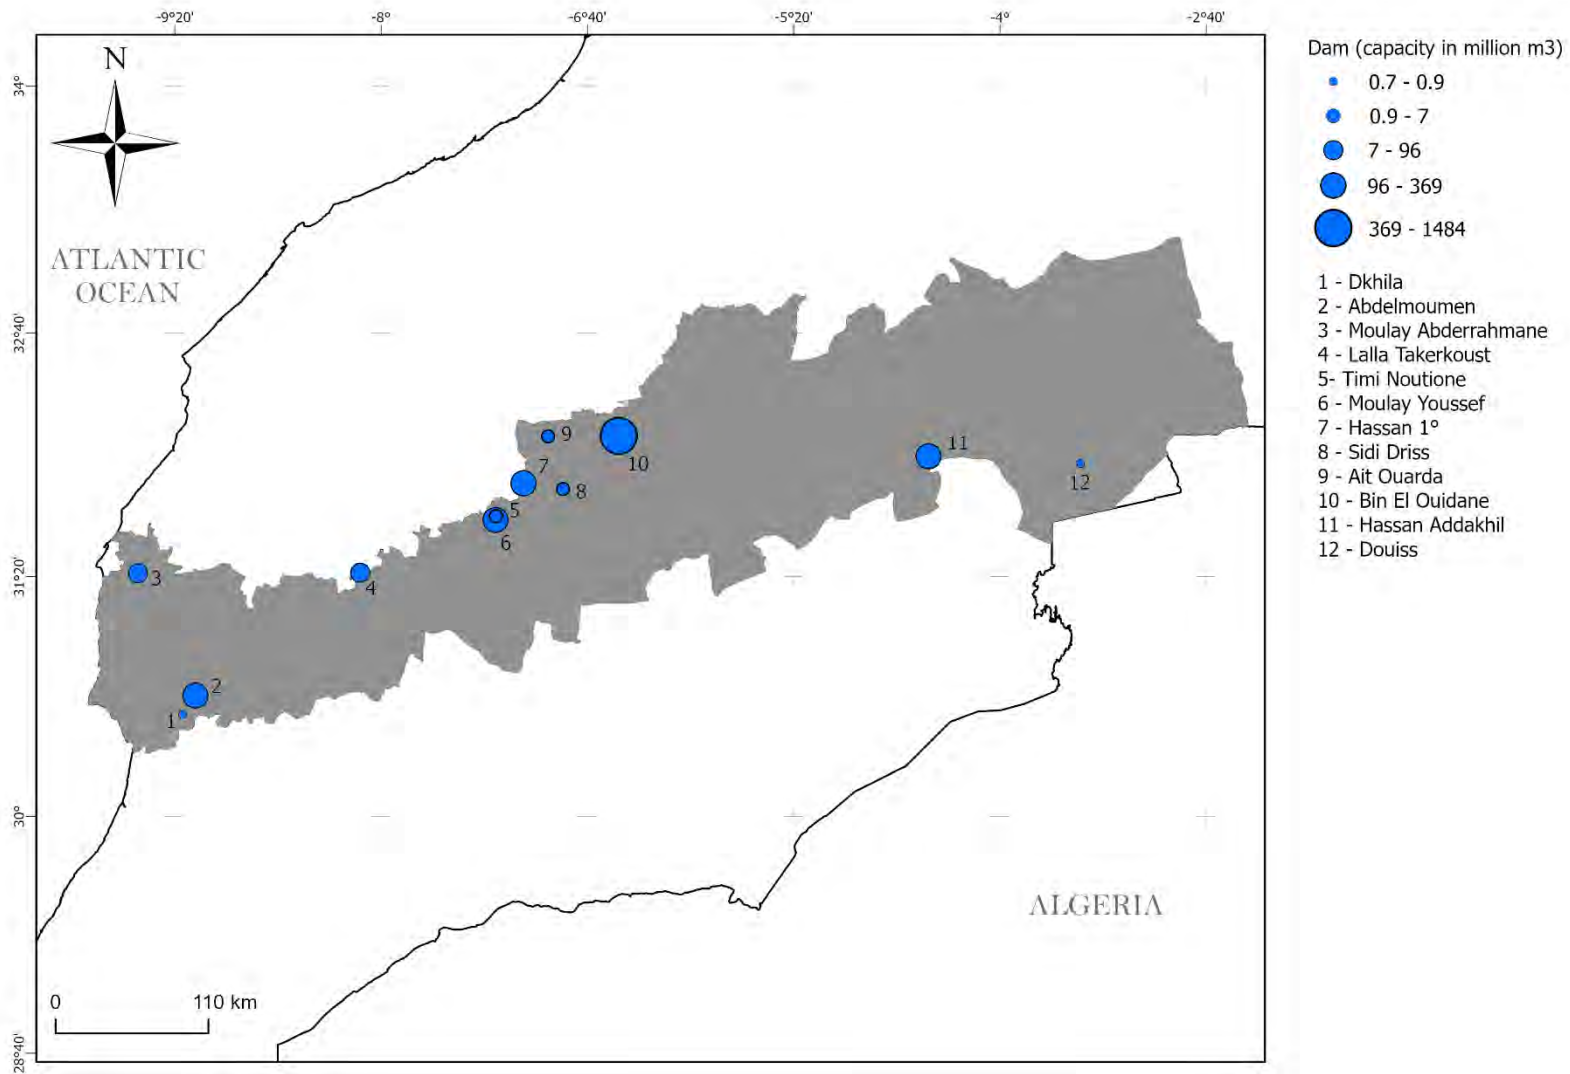 -9°20'
-8°
-6°40'
-5°20'
-4°
-2°40'
34°
32°40'
31°20'
30°
28°40'
N
ATLANTIC
OCEAN
ALGERIA
0
110 km
1
2
3
4
5
6
7
8
9
10
11
12
Dam (capacity in million m3)
0.7 - 0.9
0.9 - 7
7 - 96
96 - 369
369 - 1484
1 - Dkhila
2 - Abdelmoumen
3 - Moulay Abderrahmane
4 - Lalla Takerkoust
5- Timi Noutione
6 - Moulay Youssef
7 - Hassan 1°
8 - Sidi Driss
9 - Ait Ouarda
10 - Bin El Ouidane
11 - Hassan Addakhil
12 - Douiss